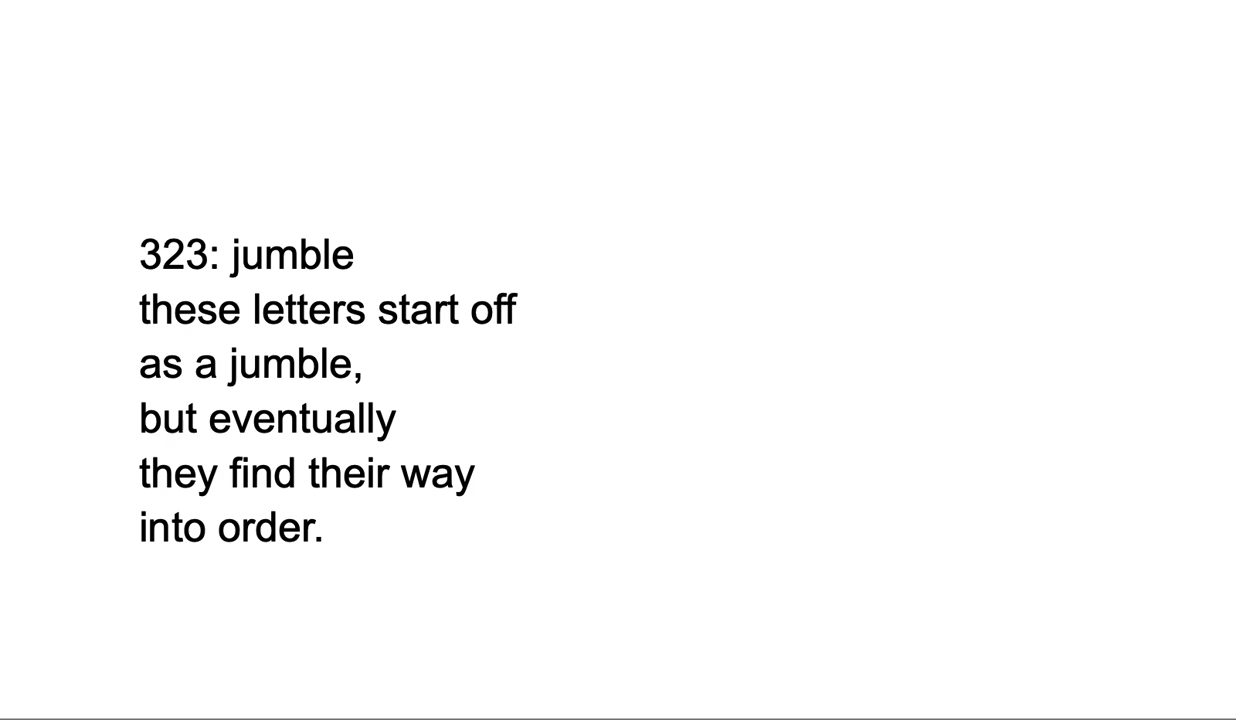 323: jumble
these letters start off
as a jumble,
but eventually
they find their way
into order.